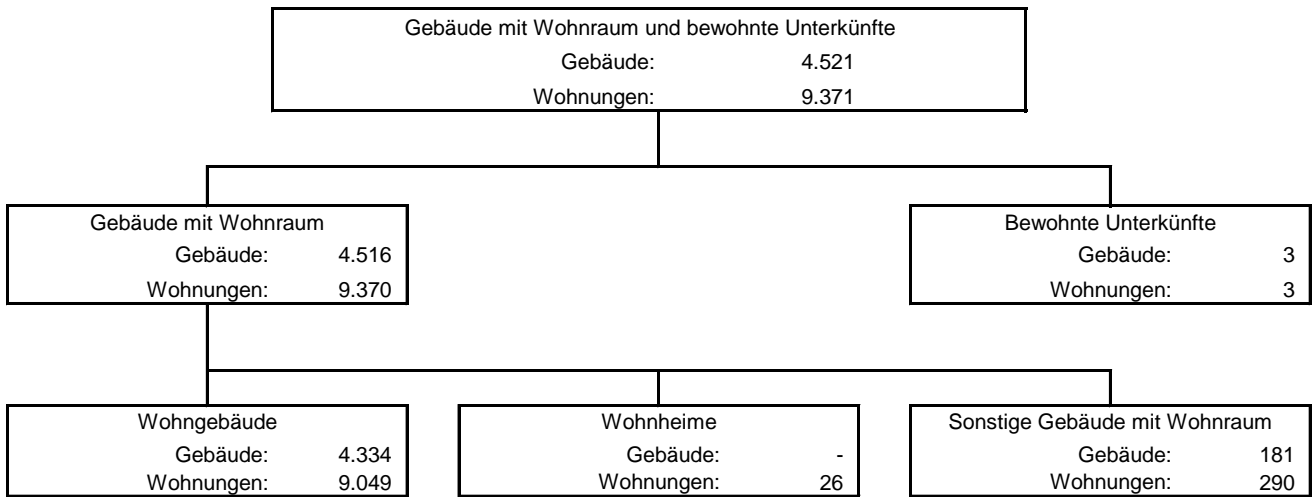 Gebäude mit Wohnraum und bewohnte Unterkünfte
Gebäude: 4.521
Wohnungen: 9.371
Gebäude mit Wohnraum
Gebäude: 4.516
Wohnungen: 9.370
Bewohnte Unterkünfte
Gebäude: 3
Wohnungen: 3
Wohngebäude
Gebäude: 4.334
Wohnungen: 9.049
Wohnheime
Gebäude: -
Wohnungen: 26
Sonstige Gebäude mit Wohnraum
Gebäude: 181
Wohnungen: 290